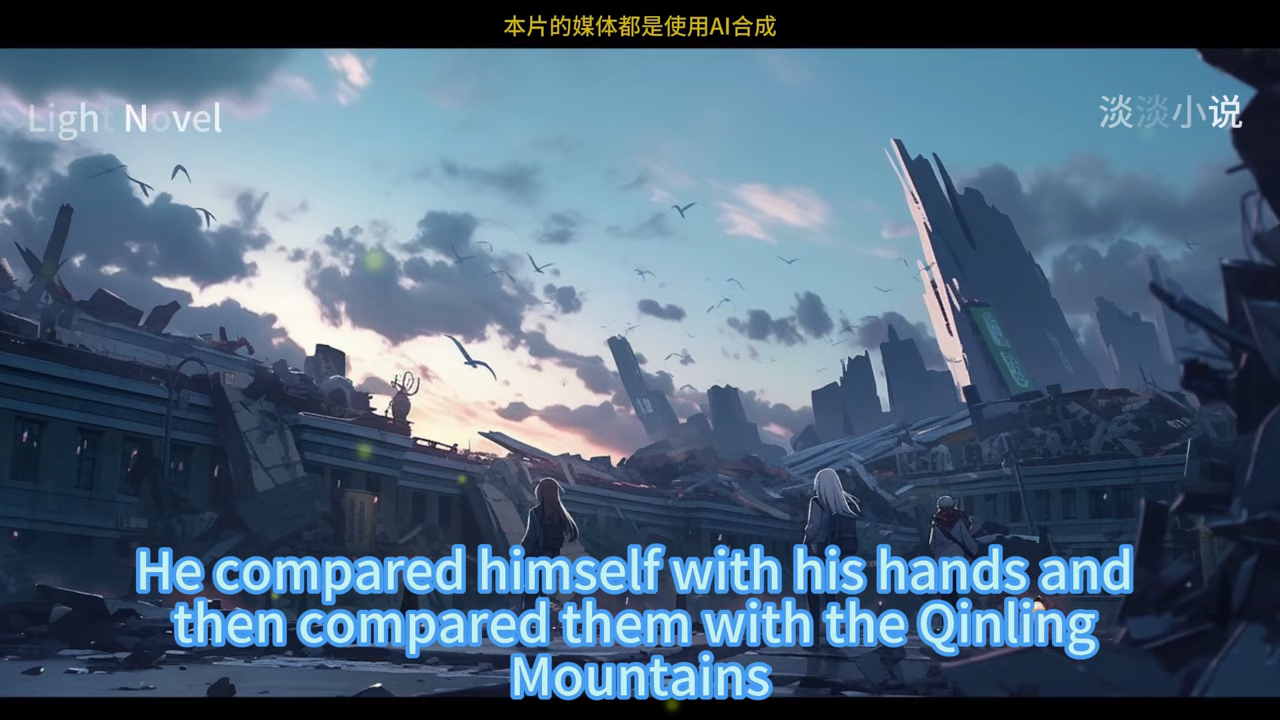 本片的媒体都是使用AI合成
Light Novel
淡淡小说
He compared himself with his hands and
then compared them with the Qinling
Mountains